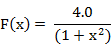 F(x) = 4.0 / (1 + x²)